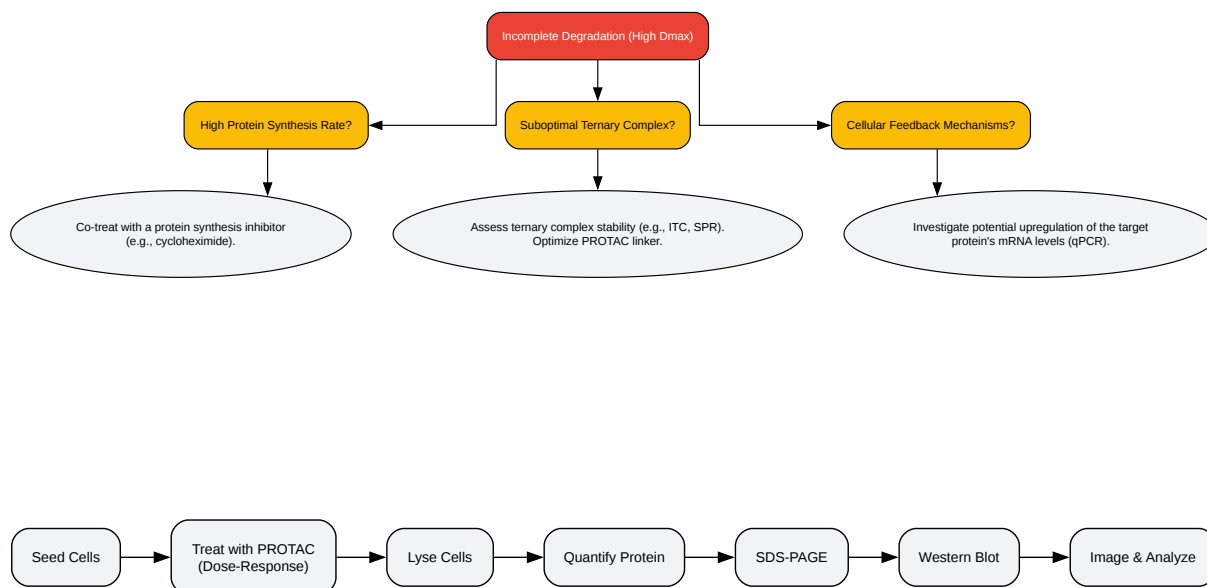 Incomplete Degradation (High Dmax)
High Protein Synthesis Rate?
Suboptimal Ternary Complex?
Cellular Feedback Mechanisms?
Co-treat with a protein synthesis inhibitor
(e.g., cycloheximide).
Assess ternary complex stability (e.g., ITC, SPR).
Optimize PROTAC linker.
Investigate potential upregulation of the target
protein's mRNA levels (qPCR).
Seed Cells
Treat with PROTAC
(Dose-Response)
Lyse Cells
Quantify Protein
SDS-PAGE
Western Blot
Image & Analyze